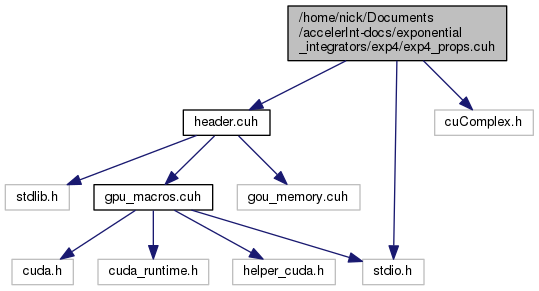 /home/nick/Documents
/accelerInt-docs/exponential
_integrators/exp4/exp4_props.cuh
header.cuh
cuComplex.h
stdlib.h
gpu_macros.cuh
gou_memory.cuh
cuda.h
cuda_runtime.h
helper_cuda.h
stdio.h